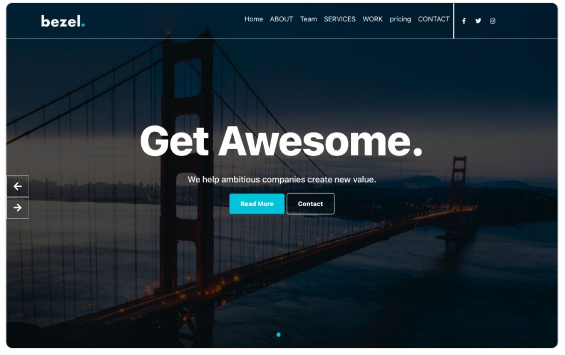 bezel.
Home ABOUT Team SERVICES WORK pricing CONTACT
Get Awesome.
We help ambitious companies create new value.
Read More Contact